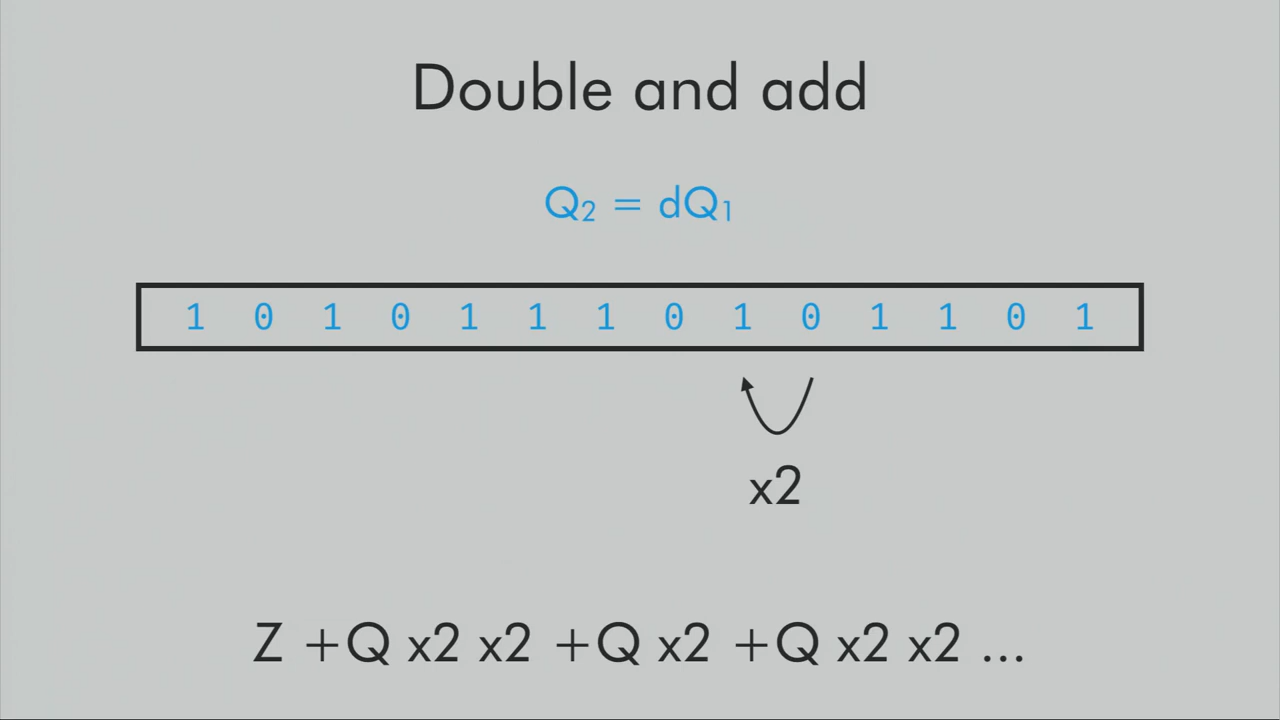 Double and add
Q₂ = dQ₁
1 0 1 0 1 1 1 0 1 0 1 1 0 1
x2
Z +Q x2 x2 +Q x2 +Q x2 x2 ...